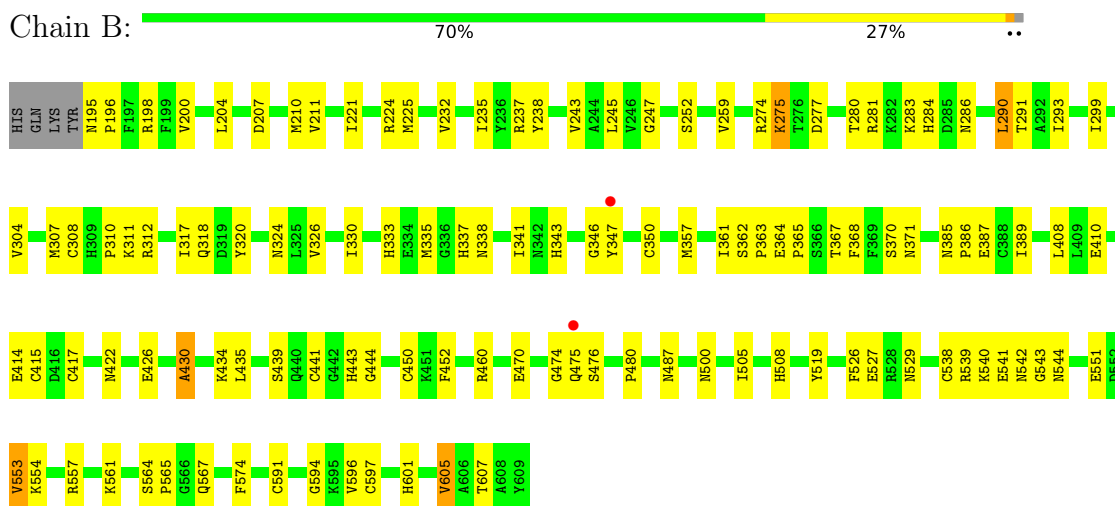 Chain B:
70% 27% ••
HIS GLN LYS TYR N195 P196 F197 R198 F199 V200 L204 D207 M210 V211 I221 R224 M225 V232 I235 Y236 R237 Y238 V243 A244 L245 V246 G247 S252 V259 R274 K275 T276 D277 T280 R281 K282 K283 H284 D285 N286 L290 T291 A292 I293 I299
V304 M307 C308 H309 P310 K311 R312 I317 Q318 D319 Y320 N324 L325 V326 I330 H333 E334 M335 G336 H337 N338 I341 N342 H343 G346 Y347 C350 M357 I361 S362 P363 E364 P365 S366 T367 F368 F369 S370 N371 N385 P386 E387 C388 I389 L408 L409 E410
E414 C415 D416 C417 N422 E426 A430 K434 L435 S439 Q440 C441 G442 H443 G444 C450 K451 F452 R460 E470 G474 Q475 S476 P480 N487 N500 I505 H508 Y519 F526 E527 R528 N529 C538 R539 K540 E541 N542 G543 N544 E551 D552
V553 K554 R557 K561 S564 P565 G566 Q567 F574 C591 G594 K595 V596 C597 H601 V605 A606 T607 A608 Y609